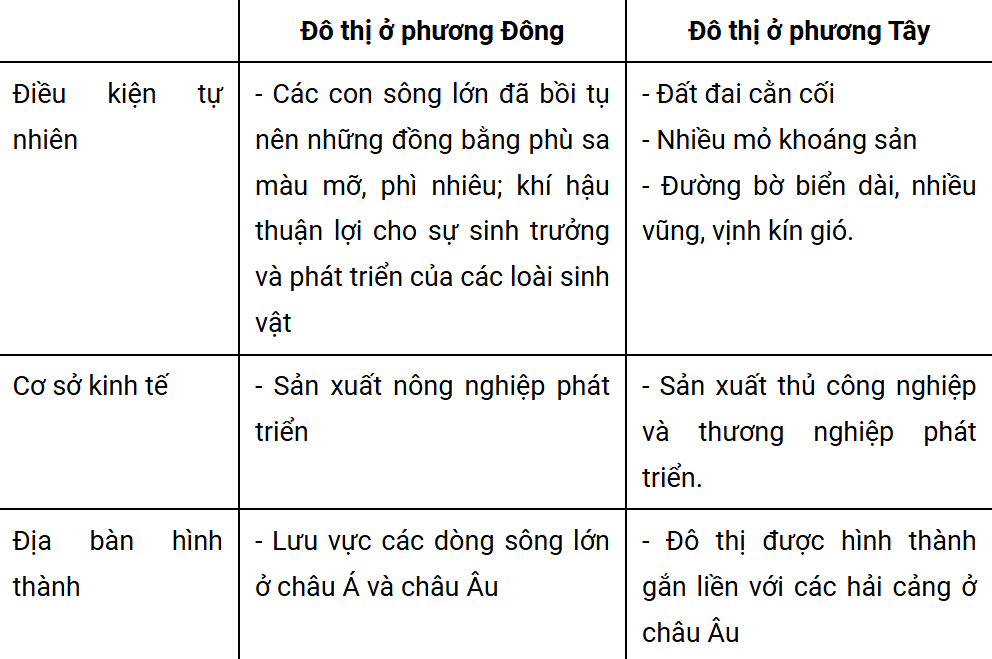 Đô thị ở phương Đông
Đô thị ở phương Tây
Điều kiện tự
nhiên
- Các con sông lớn đã bồi tụ
nên những đồng bằng phù sa
màu mỡ, phì nhiêu; khí hậu
thuận lợi cho sự sinh trưởng
và phát triển của các loài sinh
vật
- Đất đai cằn cối
- Nhiều mỏ khoáng sản
- Đường bờ biển dài, nhiều
vũng, vịnh kín gió.
Cơ sở kinh tế
- Sản xuất nông nghiệp phát
triển
- Sản xuất thủ công nghiệp
và thương nghiệp phát
triển.
Địa bàn hình
thành
- Lưu vực các dòng sông lớn
ở châu Á và châu Âu
- Đô thị được hình thành
gắn liền với các hải cảng ở
châu Âu